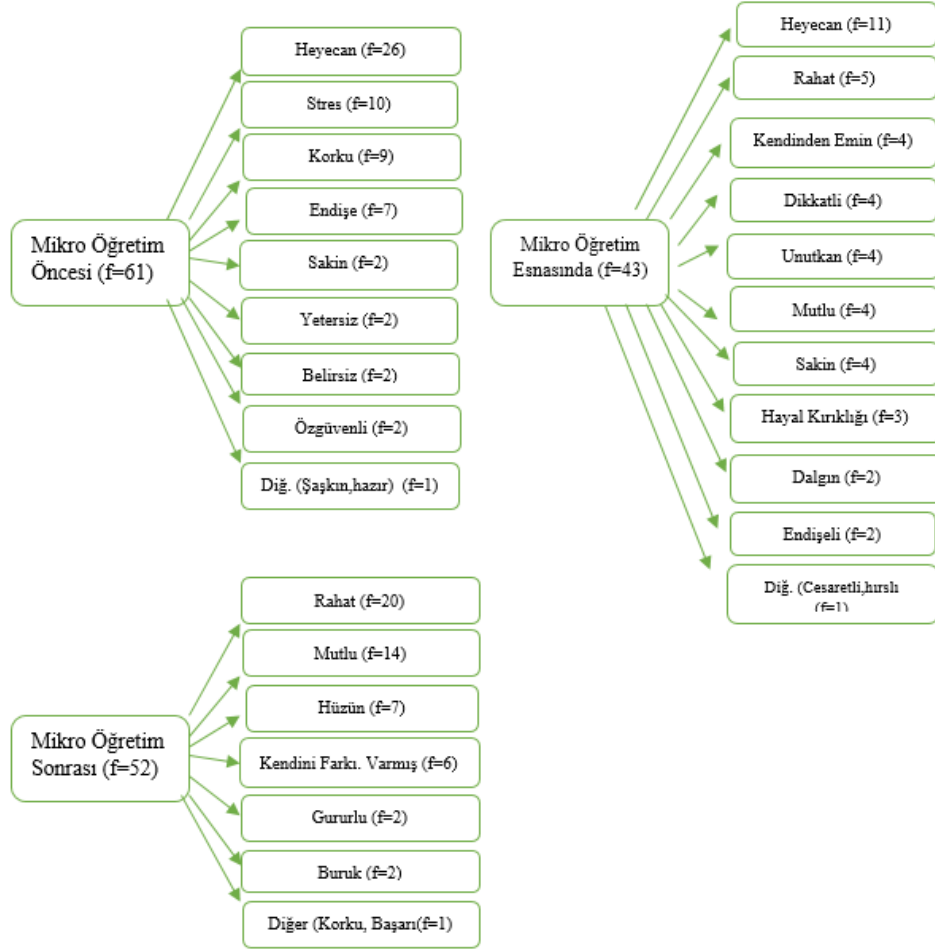 Mikro Öğretim
Öncesi (f=61)
Heyecan (f=26)
Stres (f=10)
Korku (f=9)
Endişe (f=7)
Sakin (f=2)
Yetersiz (f=2)
Belirsiz (f=2)
Özgüvenli (f=2)
Diğ. (Şaşkın,hazır) (f=1)
Mikro Öğretim
Esnasında (f=43)
Heyecan (f=11)
Rahat (f=5)
Kendinden Emin (f=4)
Dikkatli (f=4)
Unutkan (f=4)
Mutlu (f=4)
Sakin (f=4)
Hayal Kırıklığı (f=3)
Dalgın (f=2)
Endişeli (f=2)
Diğ. (Cesaretli,hırslı
(f=1)
Mikro Öğretim
Sonrası (f=52)
Rahat (f=20)
Mutlu (f=14)
Hüzün (f=7)
Kendini Farkı. Varmış (f=6)
Gururlu (f=2)
Buruk (f=2)
Diğer (Korku, Başarı(f=1)